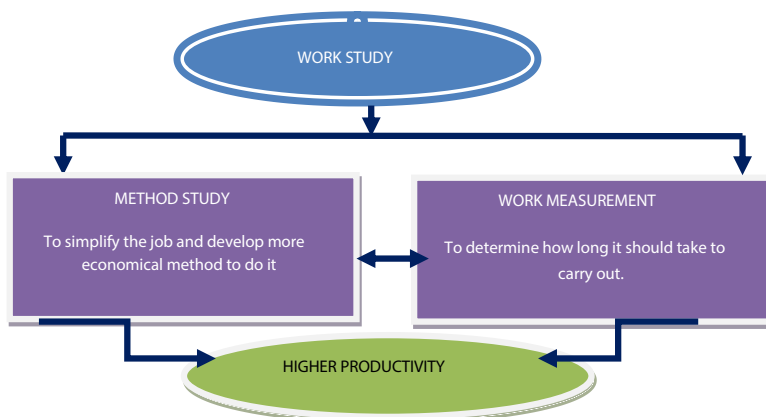 WORK STUDY
METHOD STUDY
To simplify the job and develop more
economical method to do it
WORK MEASUREMENT
To determine how long it should take to
carry out.
HIGHER PRODUCTIVITY